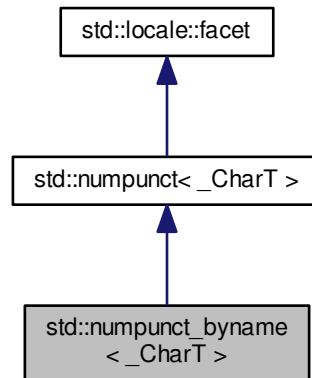 std::locale::facet
std::numpunct< _CharT >
std::numpunct_byname
< _CharT >